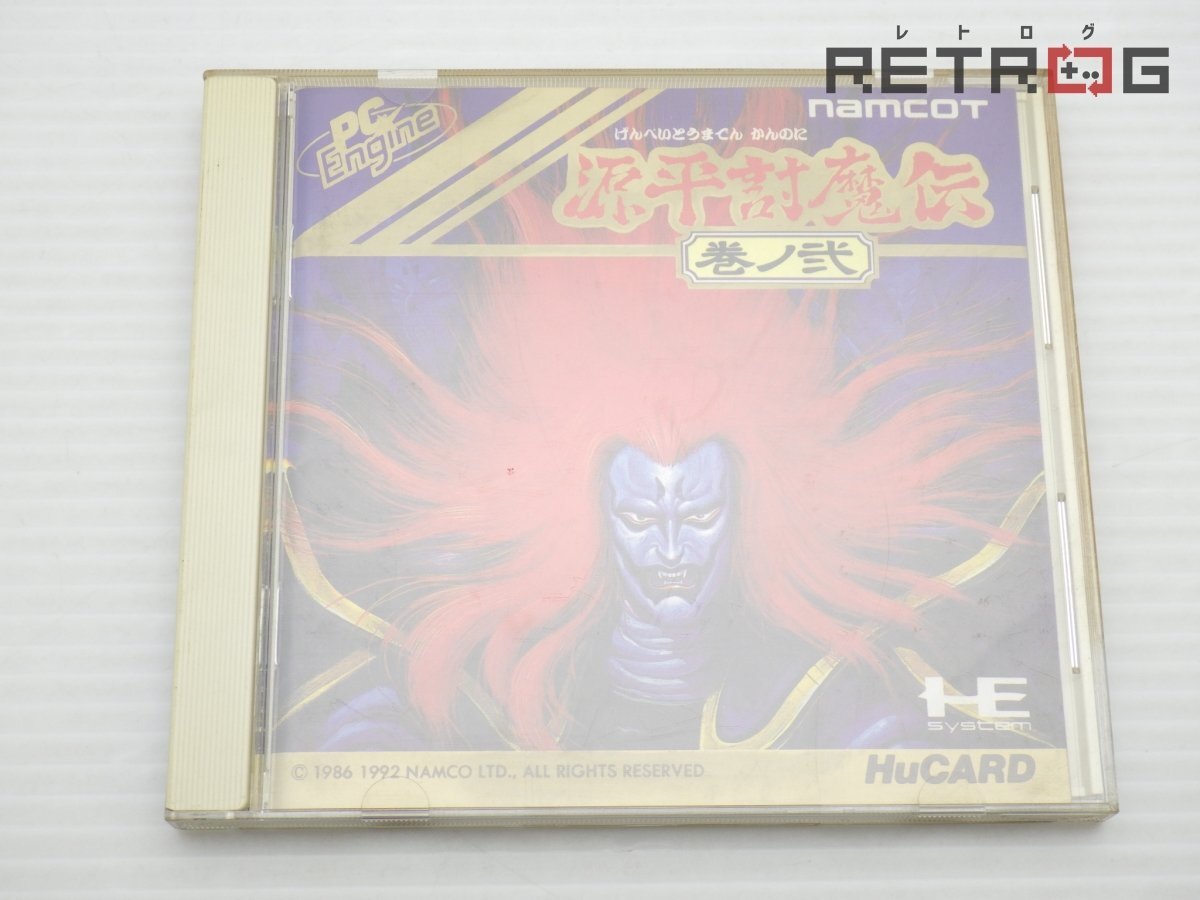 レトログ
RETROG
PC Engine
namcot
げんぺいとうまでん かんのに
源平討魔伝
巻ノ弐
HE system
© 1986 1992 NAMCO LTD., ALL RIGHTS RESERVED
HuCARD